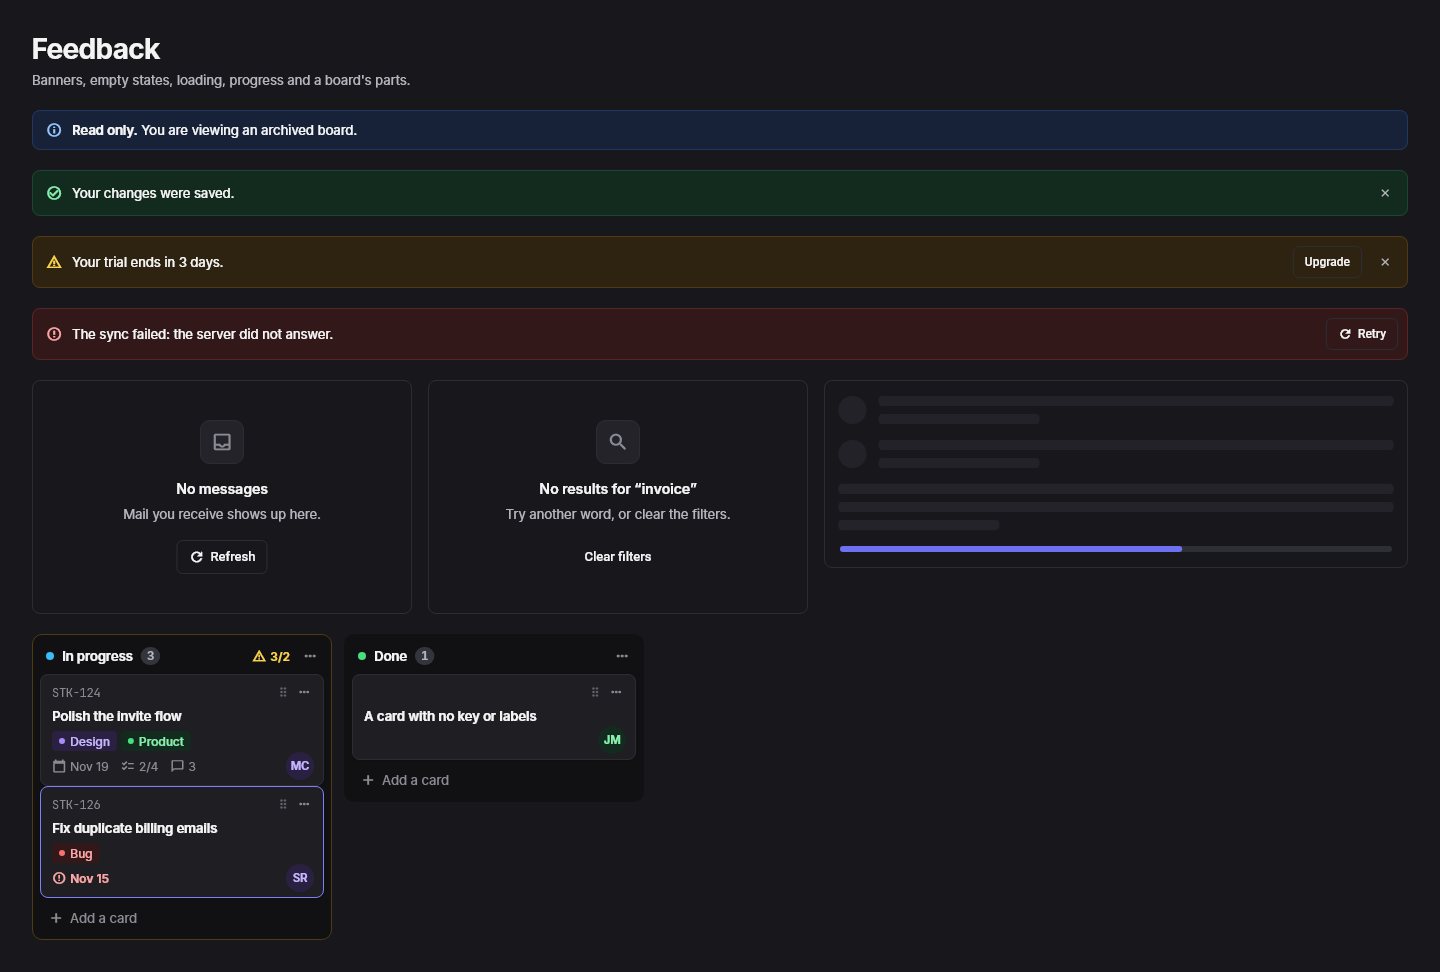 Feedback
Banners, empty states, loading, progress and a board's parts.
Read only. You are viewing an archived board.
Your changes were saved.
Your trial ends in 3 days.
Upgrade
The sync failed: the server did not answer.
Retry
No messages
Mail you receive shows up here.
Refresh
No results for “invoice”
Try another word, or clear the filters.
Clear filters
In progress 3
3/2
STK-124
Polish the invite flow
Design Product
Nov 19 2/4 3
MC
STK-126
Fix duplicate billing emails
Bug
Nov 15
SR
Add a card
Done 1
A card with no key or labels
JM
Add a card